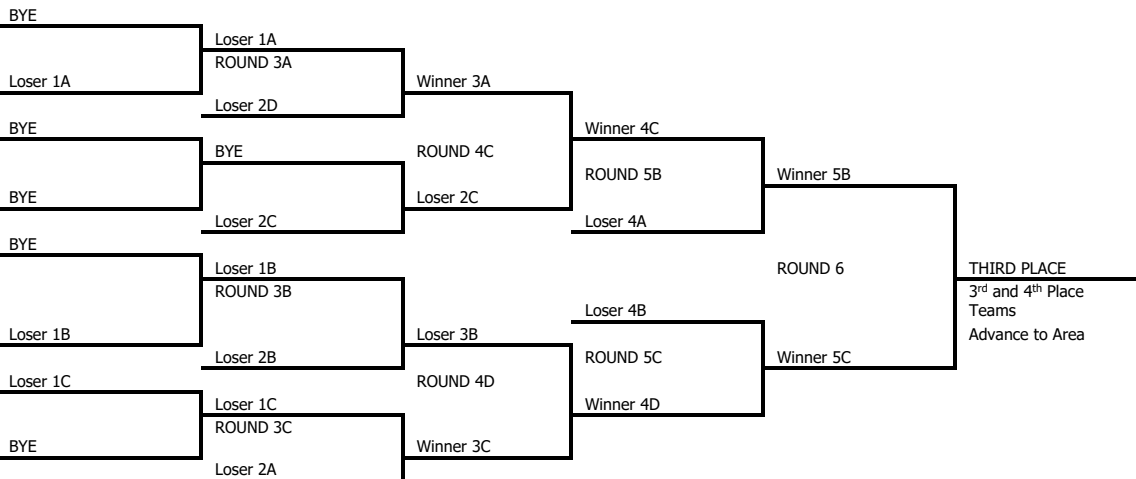 BYE
Loser 1A
ROUND 3A
Loser 1A
Winner 3A
Loser 2D
BYE
Winner 4C
BYE
ROUND 4C
ROUND 5B
Winner 5B
BYE
Loser 2C
Loser 2C
Loser 4A
BYE
Loser 1B
ROUND 6
THIRD PLACE
ROUND 3B
3rd and 4th Place
Teams
Loser 4B
Loser 1B
Loser 3B
Advance to Area
Loser 2B
ROUND 5C
Winner 5C
Loser 1C
ROUND 4D
Loser 1C
Winner 4D
ROUND 3C
BYE
Winner 3C
Loser 2A